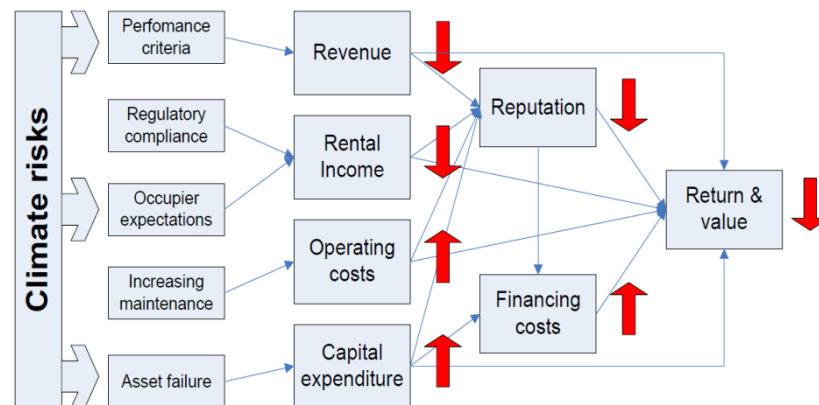 Climate risks
Perfomance
criteria
Regulatory
compliance
Occupier
expectations
Increasing
maintenance
Asset failure
Revenue
Rental
Income
Operating
costs
Capital
expenditure
Reputation
Financing
costs
Return &
value